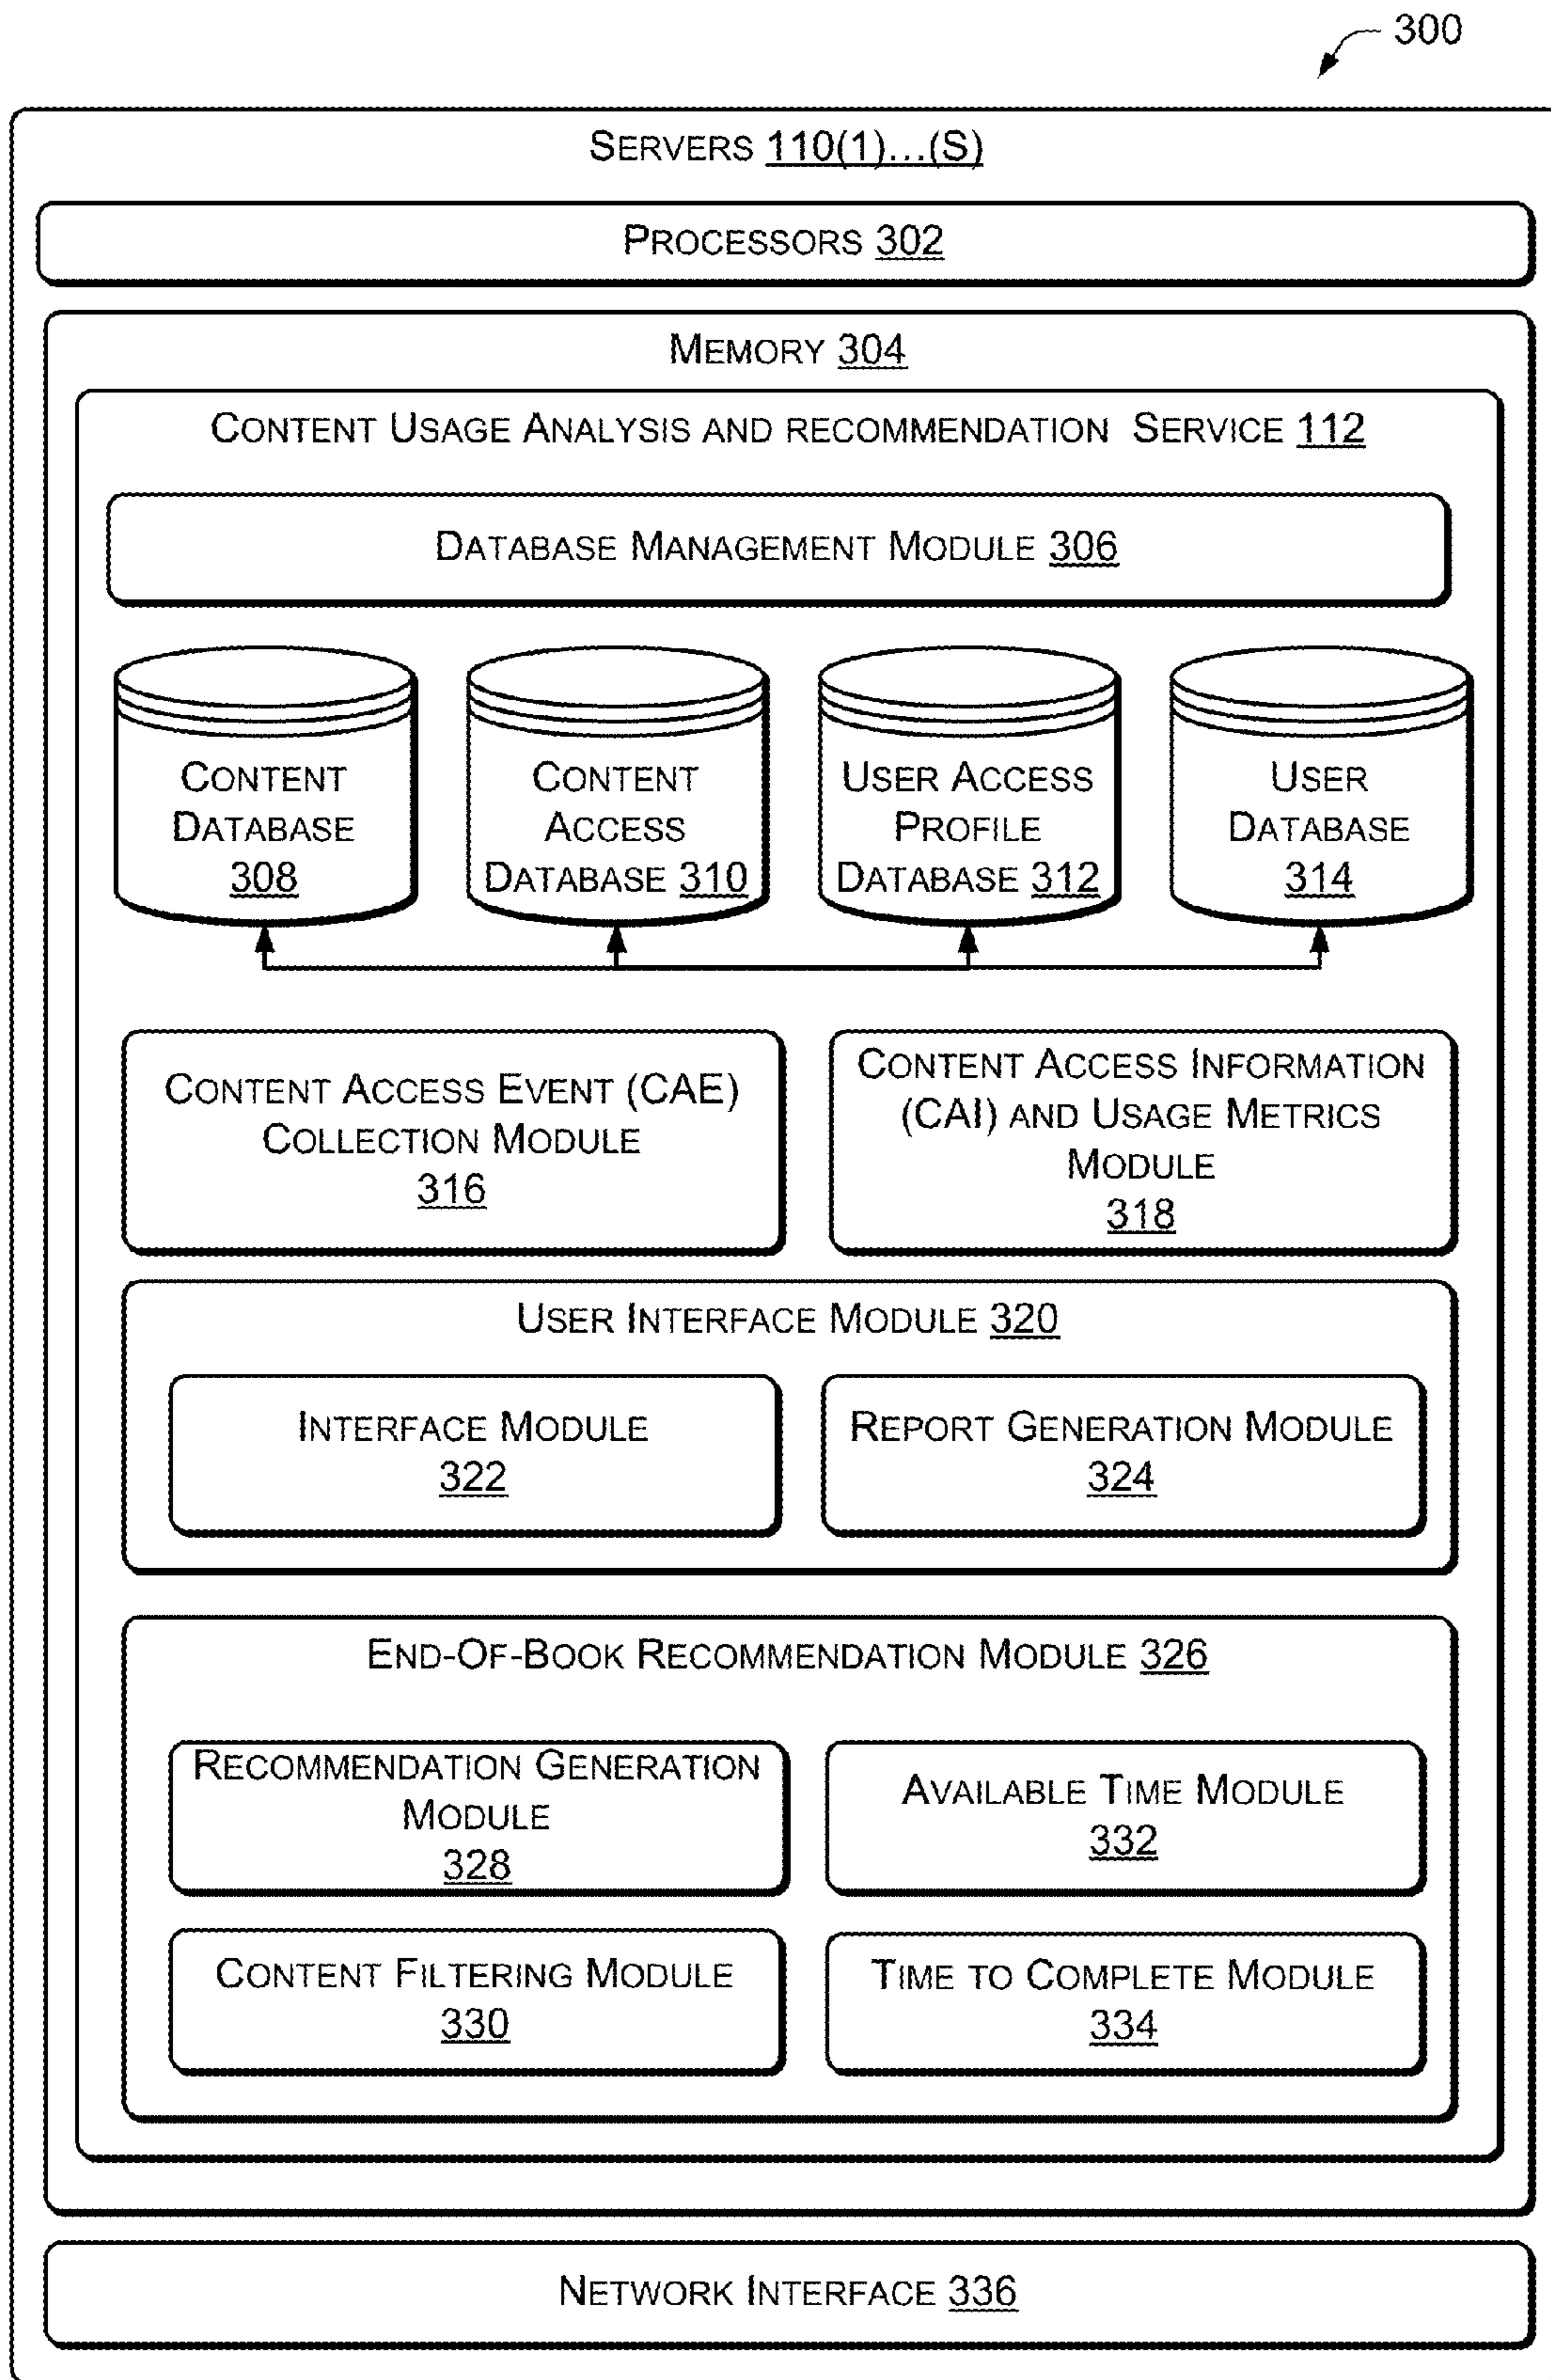 300
SERVERS 110(1)...(S)
PROCESSORS 302
MEMORY 304
CONTENT USAGE ANALYSIS AND RECOMMENDATION SERVICE 112
DATABASE MANAGEMENT MODULE 306
CONTENT
DATABASE
308
CONTENT
ACCESS
DATABASE 310
USER ACCESS
PROFILE
DATABASE 312
USER
DATABASE
314
CONTENT ACCESS EVENT (CAE)
COLLECTION MODULE
316
CONTENT ACCESS INFORMATION
(CAI) AND USAGE METRICS
MODULE
318
USER INTERFACE MODULE 320
INTERFACE MODULE
322
REPORT GENERATION MODULE
324
END-OF-BOOK RECOMMENDATION MODULE 326
RECOMMENDATION GENERATION
MODULE
328
AVAILABLE TIME MODULE
332
CONTENT FILTERING MODULE
330
TIME TO COMPLETE MODULE
334
NETWORK INTERFACE 336